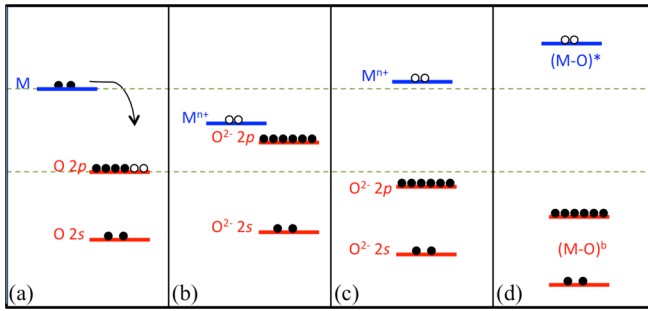 M
O 2p
O 2s
(a)
Mⁿ⁺
O²⁻ 2p
O²⁻ 2s
(b)
Mⁿ⁺
O²⁻ 2p
O²⁻ 2s
(c)
(M-O)*
(M-O)ᵇ
(d)